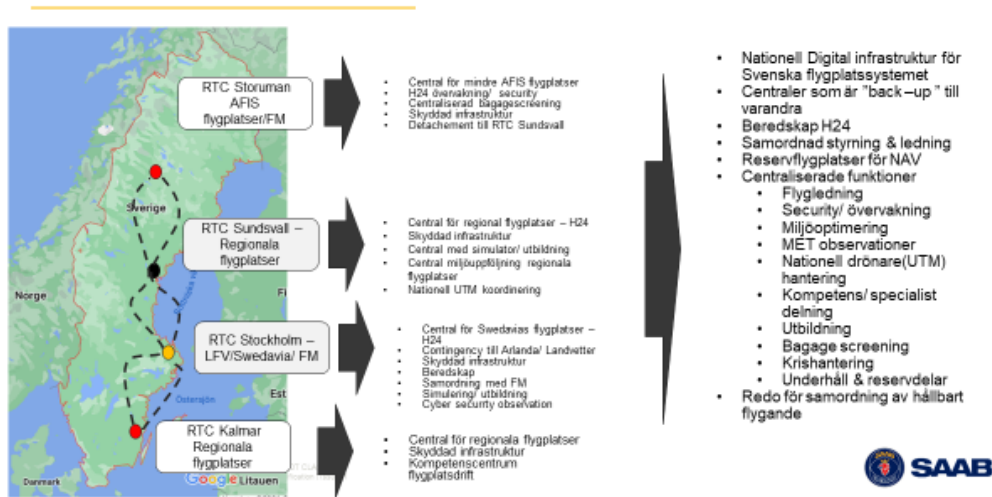 RTC Storuman
AFIS
flygplatser/FM
• Central för mindre AFIS flygplatser
• H24 övervakning/ security
• Centraliserad bagagescreening
• Skyddad infrastruktur
• Detachement till RTC Sundsvall
Sverige
RTC Sundsvall –
Regionala
flygplatser
• Central för regional flygplatser – H24
• Skyddad infrastruktur
• Central med simulator/ utbildning
• Central miljöuppföljning regionala
flygplatser
• Nationell UTM koordinering
Norge
RTC Stockholm –
LFV/Swedavia/ FM
• Central för Swedavias flygplatser –
H24
• Contingency till Arlanda/ Landvetter
• Skyddad infrastruktur
• Beredskap
• Samordning med FM
• Simulering/ utbildning
• Cyber security observation
Östersjön
Est
RTC Kalmar
Regionala
flygplatser
• Central för regionala flygplatser
• Skyddad infrastruktur
• Kompetenscentrum
flygplatsdrift
Danmark
Google
Litauen
• Nationell Digital infrastruktur för
Svenska flygplatssystemet
• Centraler som är ”back –up ” till
varandra
• Beredskap H24
• Samordnad styrning & ledning
• Reservflygplatser för NAV
• Centraliserade funktioner
• Flygledning
• Security/ övervakning
• Miljöoptimering
• MET observationer
• Nationell drönare(UTM)
hantering
• Kompetens/ specialist
delning
• Utbildning
• Bagage screening
• Krishantering
• Underhåll & reservdelar
• Redo för samordning av hållbart
flygande
SAAB